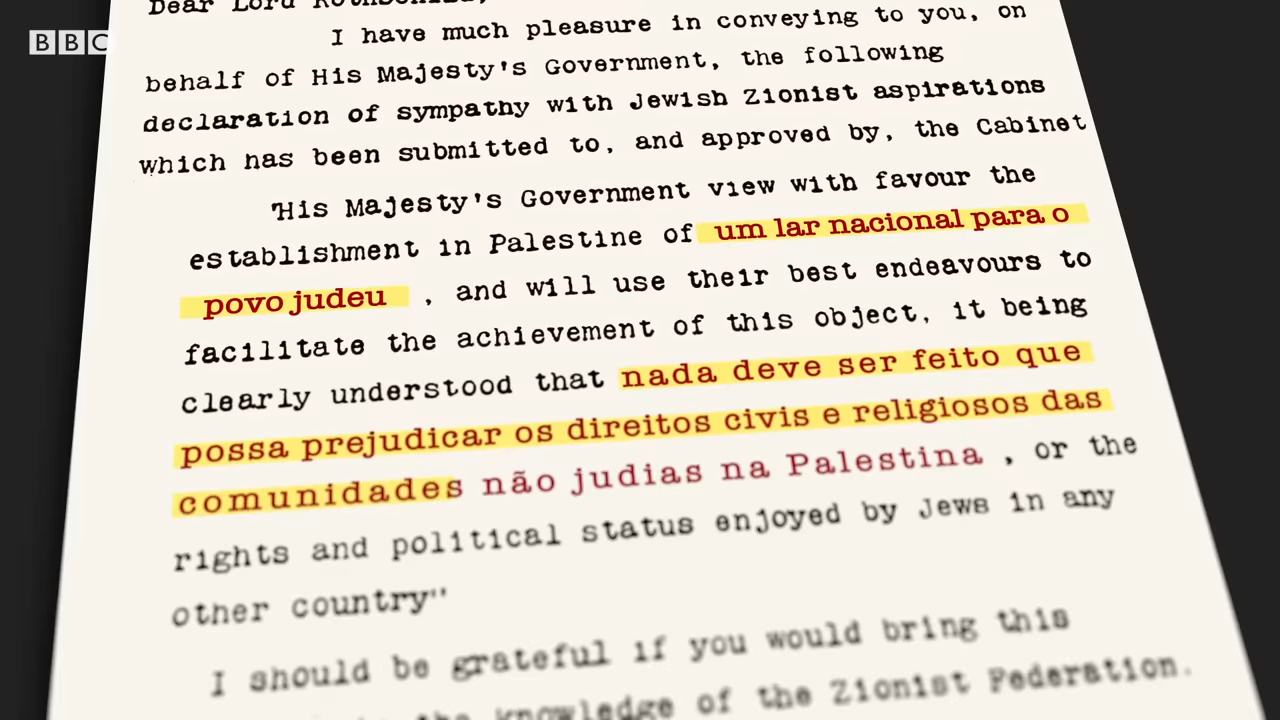 BBC
Dear Lord Rothschild,
I have much pleasure in conveying to you, on
behalf of His Majesty's Government, the following
declaration of sympathy with Jewish Zionist aspirations
which has been submitted to, and approved by, the Cabinet
"His Majesty's Government view with favour the
establishment in Palestine of um lar nacional para o
povo judeu , and will use their best endeavours to
facilitate the achievement of this object, it being
clearly understood that nada deve ser feito que
possa prejudicar os direitos civis e religiosos das
comunidades não judias na Palestina , or the
rights and political status enjoyed by Jews in any
other country"
I should be grateful if you would bring this
the knowledge of the Zionist Federation.